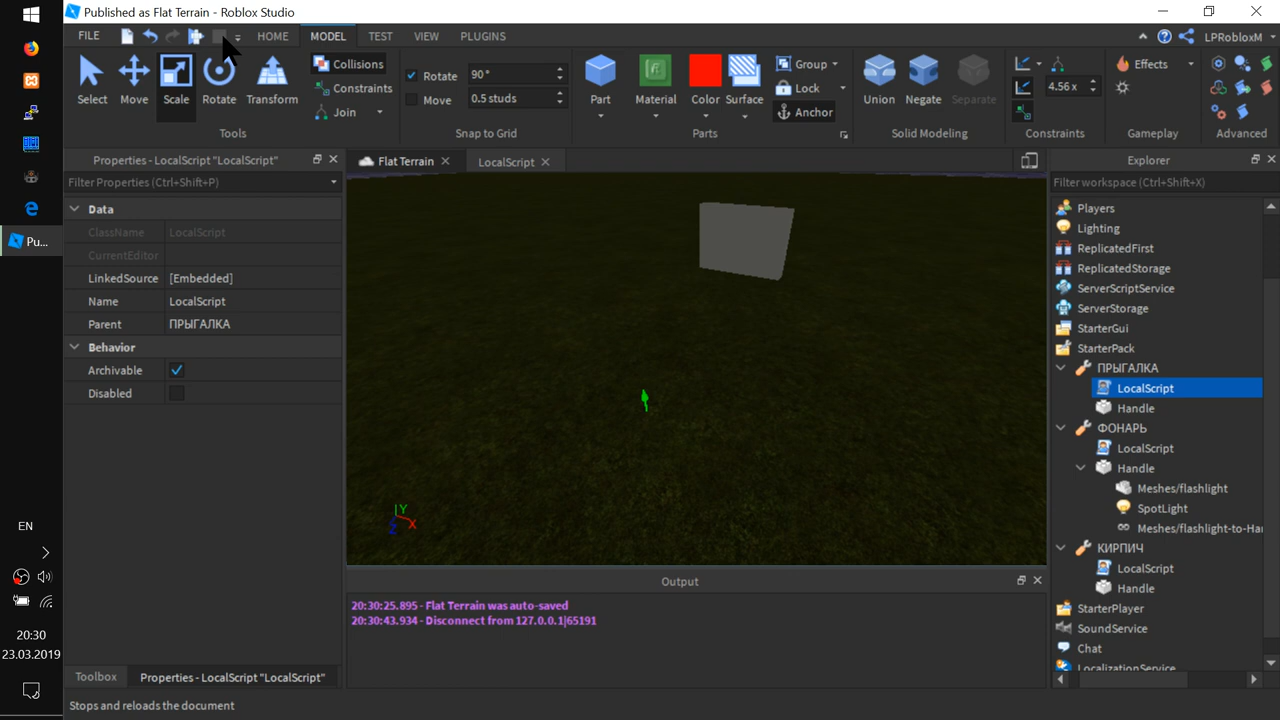 Published as Flat Terrain - Roblox Studio
FILE
HOME
MODEL
TEST
VIEW
PLUGINS
LPRobloxM
Select
Move
Scale
Rotate
Transform
Collisions
Constraints
Join
Tools
Rotate
90°
Move
0.5 studs
Snap to Grid
Part
Material
Color
Surface
Group
Lock
Anchor
Parts
Union
Negate
Separate
Solid Modeling
4.56x
Constraints
Effects
Gameplay
Advanced
Properties - LocalScript "LocalScript"
Filter Properties (Ctrl+Shift+P)
Data
ClassName LocalScript
CurrentEditor
LinkedSource [Embedded]
Name LocalScript
Parent ПРЫГАЛКА
Behavior
Archivable
Disabled
Toolbox
Properties - LocalScript "LocalScript"
Stops and reloads the document
Flat Terrain
LocalScript
Y
X
Z
Output
20:30:25.895 - Flat Terrain was auto-saved
20:30:43.934 - Disconnect from 127.0.0.1|65191
Explorer
Filter workspace (Ctrl+Shift+X)
Players
Lighting
ReplicatedFirst
ReplicatedStorage
ServerScriptService
ServerStorage
StarterGui
StarterPack
ПРЫГАЛКА
LocalScript
Handle
ФОНАРЬ
LocalScript
Handle
Meshes/flashlight
SpotLight
Meshes/flashlight-to-Ha
КИРПИЧ
LocalScript
Handle
StarterPlayer
SoundService
Chat
LocalizationService
Pu...
EN
20:30
23.03.2019